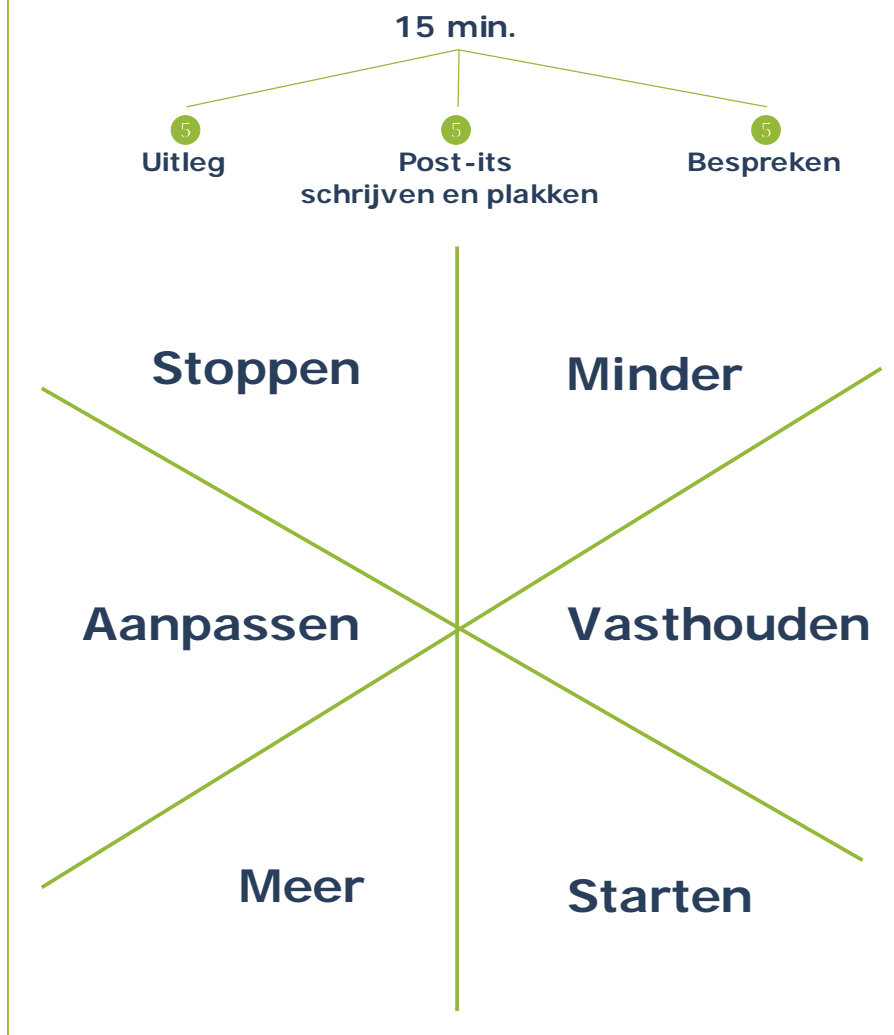 15 min.
5 5 5
Uitleg Post-its Bespreken
schrijven en plakken
Stoppen Minder
Aanpassen Vasthouden
Meer Starten